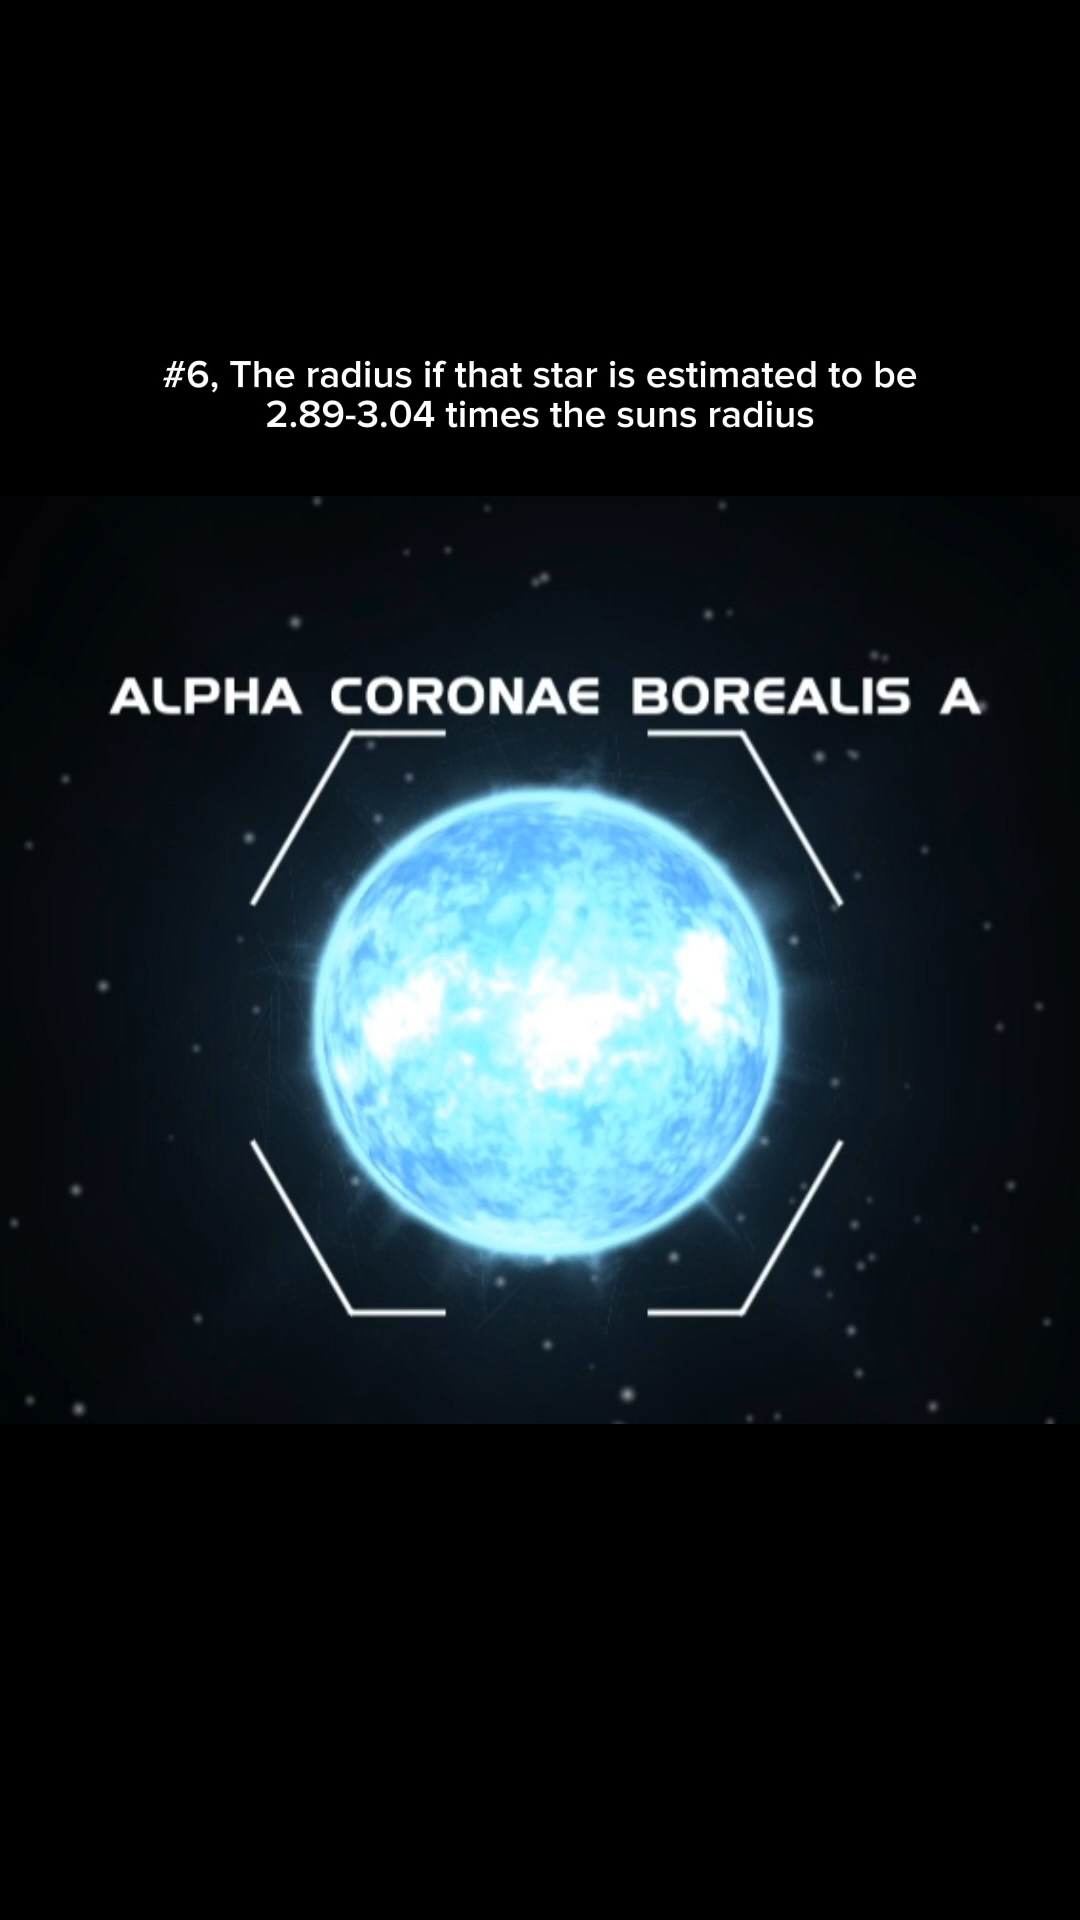 #6, The radius if that star is estimated to be
2.89-3.04 times the suns radius
ALPHA CORONAE BOREALIS A